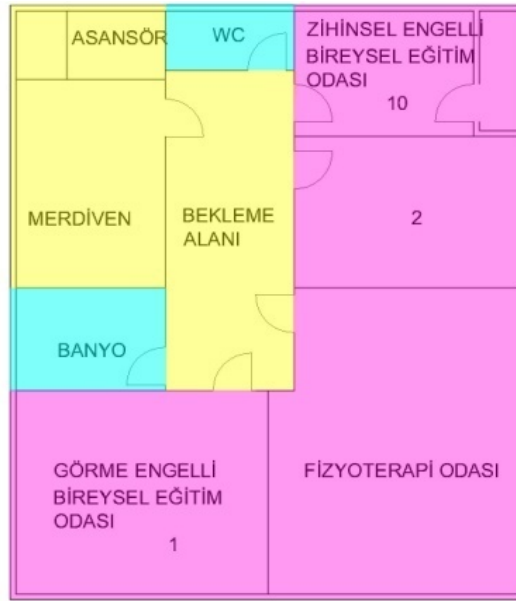 ASANSÖR
WC
ZİHİNSEL ENGELLİ
BİREYSEL EĞİTİM
ODASI
10
MERDİVEN
BEKLEME
ALANI
2
BANYO
GÖRME ENGELLİ
BİREYSEL EĞİTİM
ODASI
1
FİZYOTERAPİ ODASI